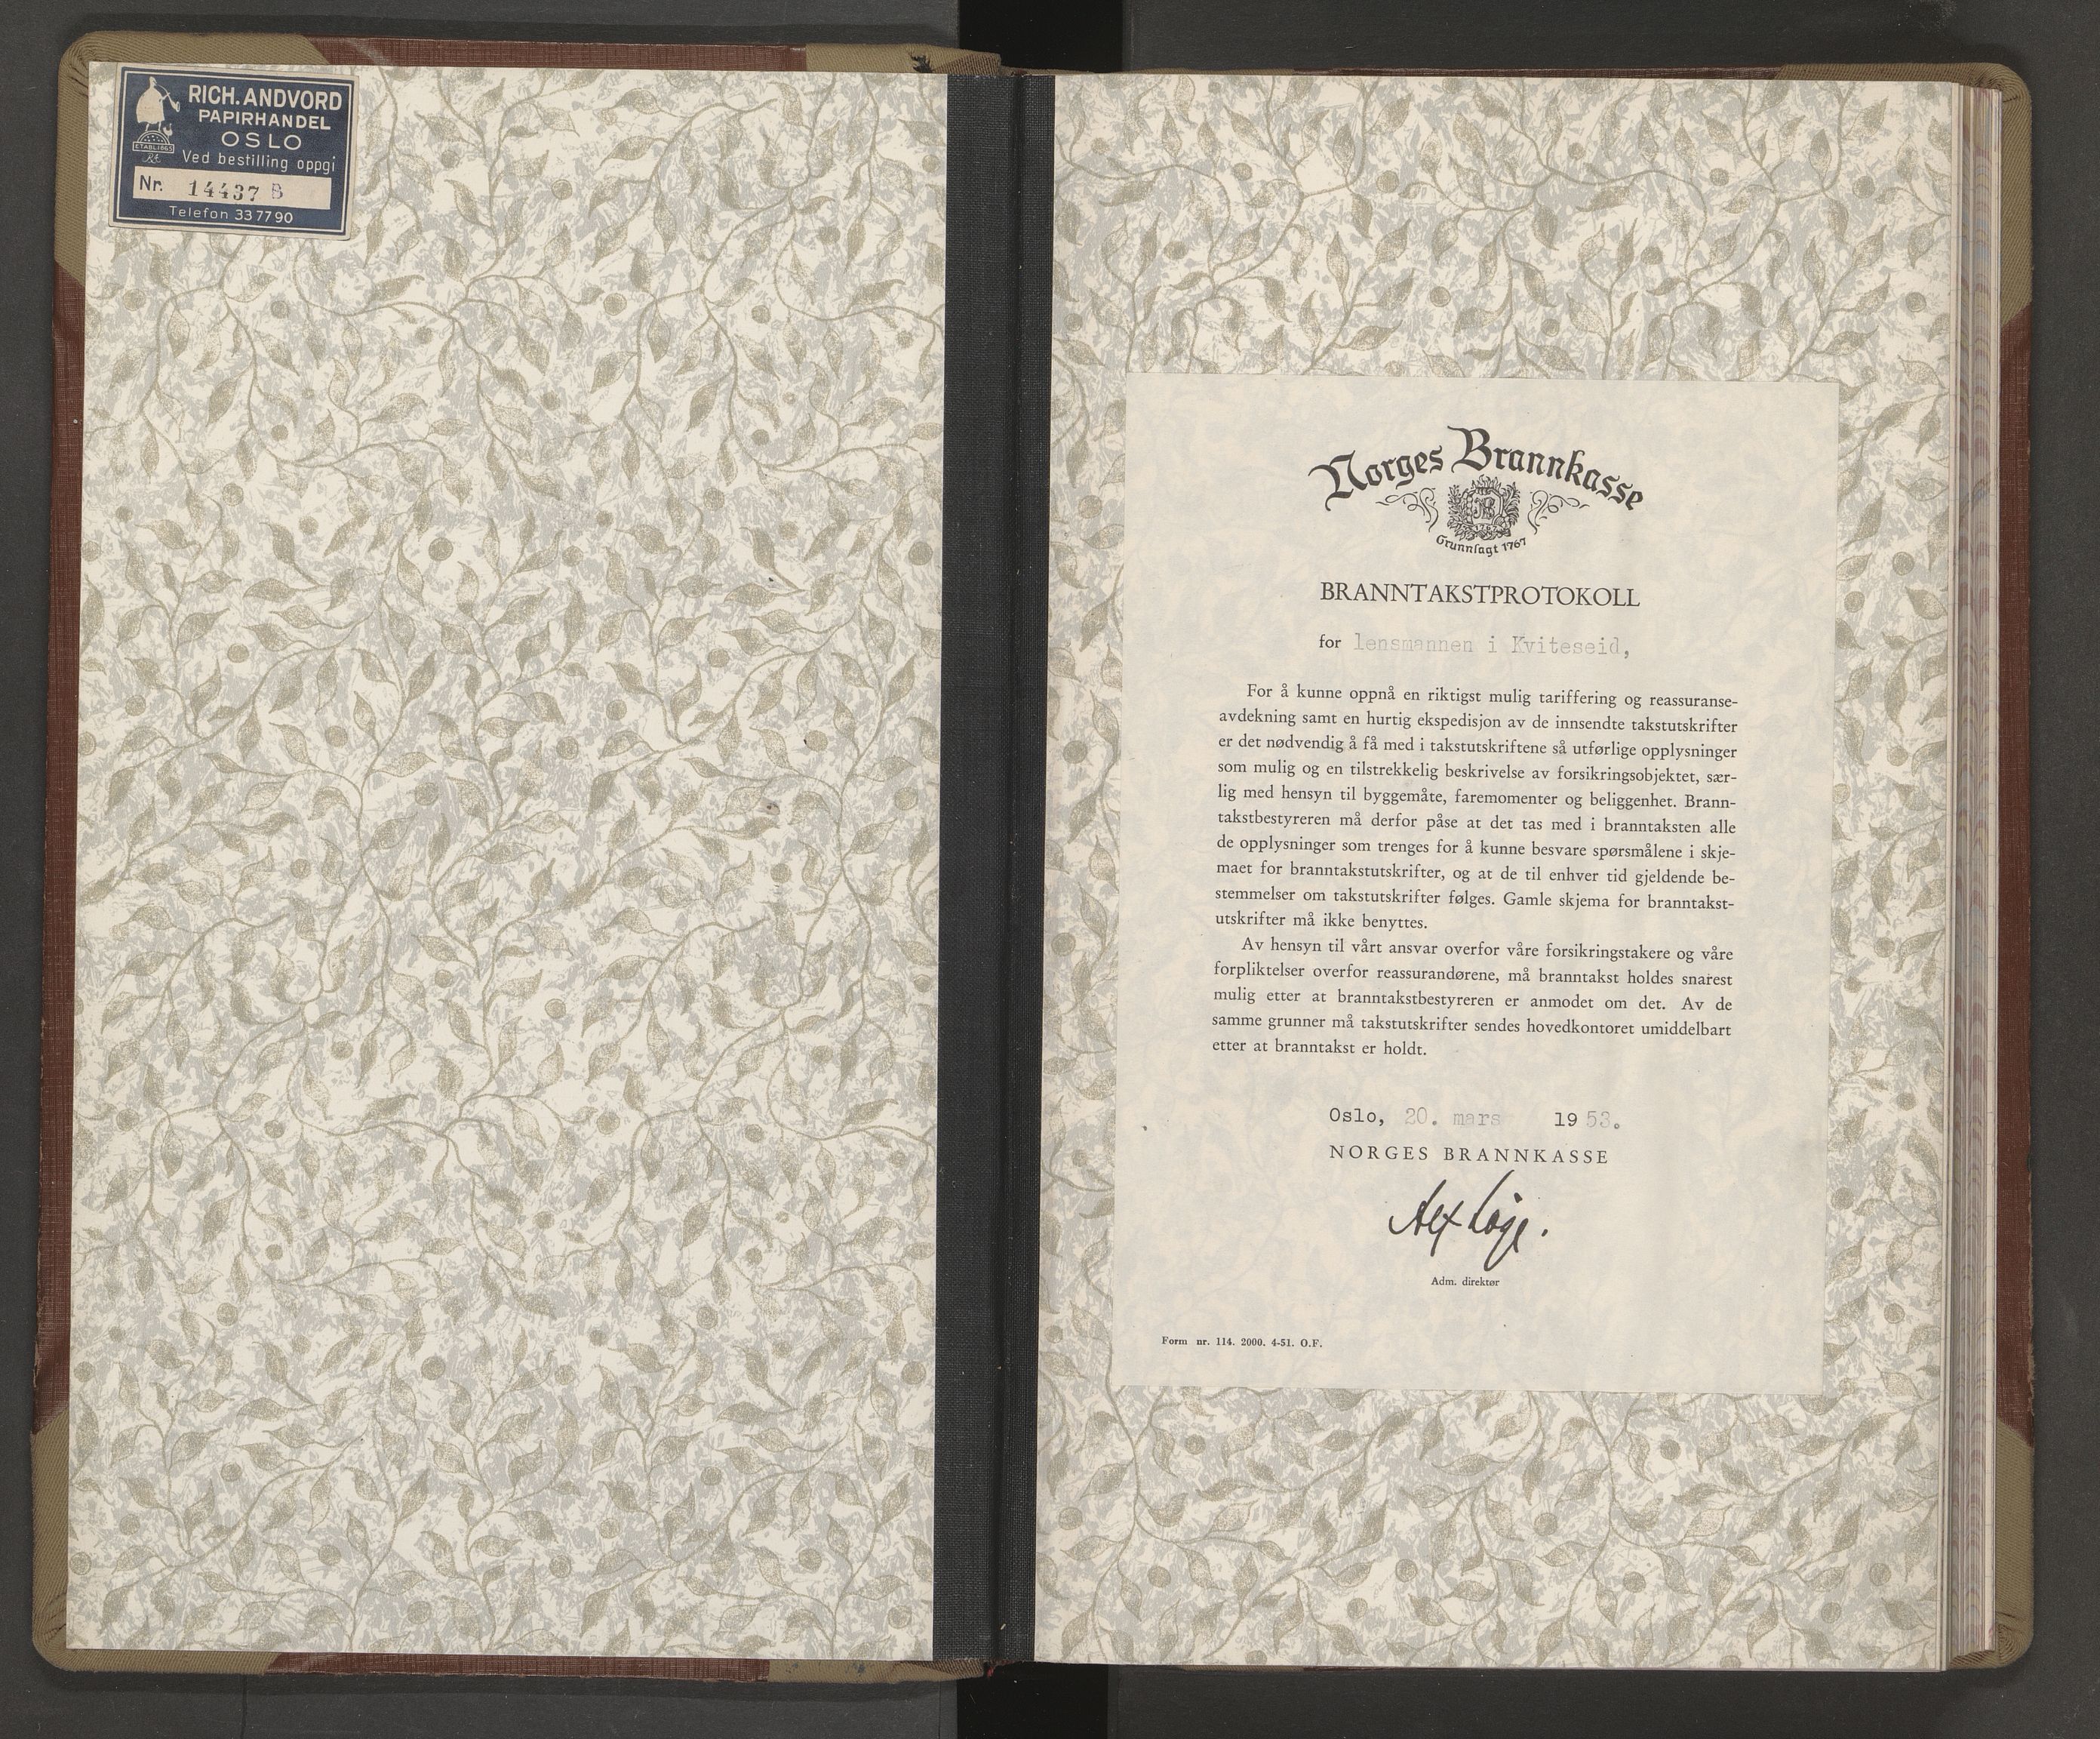 RICH. ANDVORD
PAPIRHANDEL
OSLO
ETABL. 1865
Ved bestilling oppgi
Nr. 14437 B
Telefon 337790
Norges Brannkasse
NB
1767
Grunnlagt 1767
BRANNTAKSTPROTOKOLL
for lensmannen i Kviteseid,
For å kunne oppnå en riktigst mulig tariffering og reassuranse-
avdekning samt en hurtig ekspedisjon av de innsendte takstutskrifter
er det nødvendig å få med i takstutskriftene så utførlige opplysninger
som mulig og en tilstrekkelig beskrivelse av forsikringsobjektet, sær-
lig med hensyn til byggemåte, faremomenter og beliggenhet. Brann-
takstbestyreren må derfor påse at det tas med i branntaksten alle
de opplysninger som trenges for å kunne besvare spørsmålene i skje-
maet for branntakstutskrifter, og at de til enhver tid gjeldende be-
stemmelser om takstutskrifter følges. Gamle skjema for branntakst-
utskrifter må ikke benyttes.
Av hensyn til vårt ansvar overfor våre forsikringstakere og våre
forpliktelser overfor reassurandørene, må branntakst holdes snarest
mulig etter at branntakstbestyreren er anmodet om det. Av de
samme grunner må takstutskrifter sendes hovedkontoret umiddelbart
etter at branntakst er holdt.
Oslo, 20. mars 1953.
NORGES BRANNKASSE
Adm. direktør
Form nr. 114. 2000. 4-51. O.F.